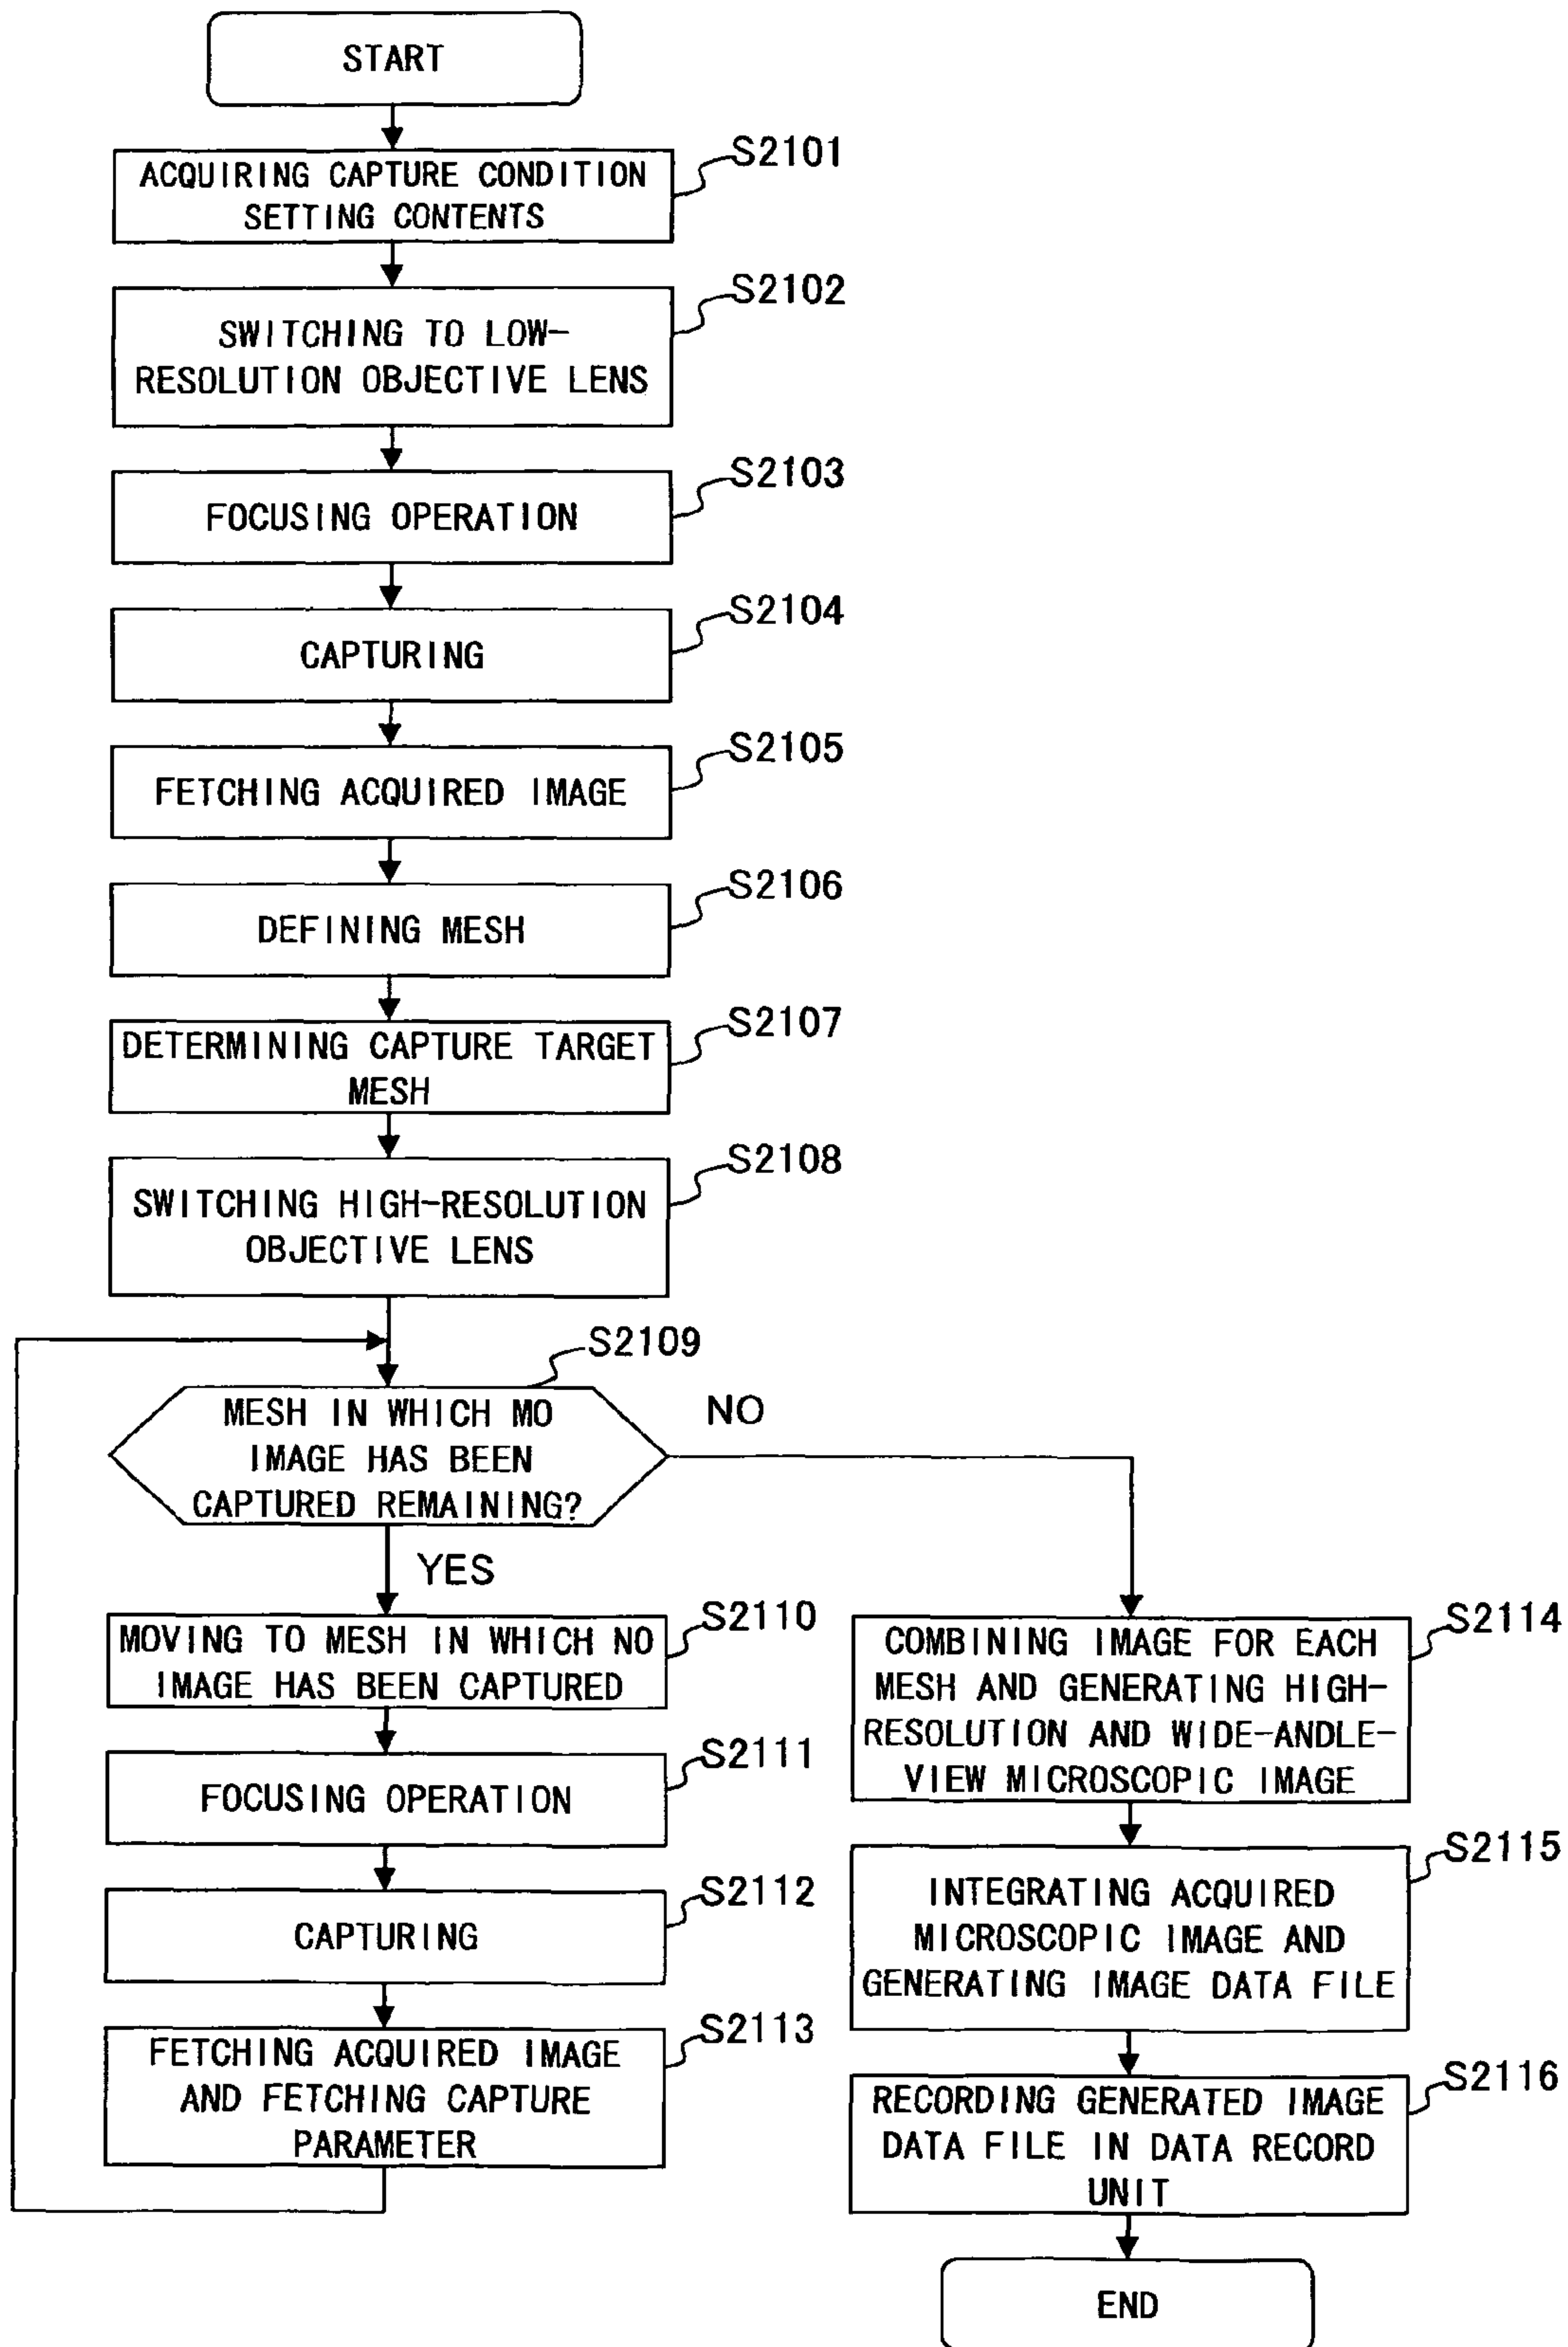 START
S2101
ACQUIRING CAPTURE CONDITION
SETTING CONTENTS
S2102
SWITCHING TO LOW-
RESOLUTION OBJECTIVE LENS
S2103
FOCUSING OPERATION
S2104
CAPTURING
S2105
FETCHING ACQUIRED IMAGE
S2106
DEFINING MESH
S2107
DETERMINING CAPTURE TARGET
MESH
S2108
SWITCHING HIGH-RESOLUTION
OBJECTIVE LENS
S2109
MESH IN WHICH MO
IMAGE HAS BEEN
CAPTURED REMAINING?
NO
YES
S2110
MOVING TO MESH IN WHICH NO
IMAGE HAS BEEN CAPTURED
S2111
FOCUSING OPERATION
S2112
CAPTURING
S2113
FETCHING ACQUIRED IMAGE
AND FETCHING CAPTURE
PARAMETER
S2114
COMBINING IMAGE FOR EACH
MESH AND GENERATING HIGH-
RESOLUTION AND WIDE-ANDLE-
VIEW MICROSCOPIC IMAGE
S2115
INTEGRATING ACQUIRED
MICROSCOPIC IMAGE AND
GENERATING IMAGE DATA FILE
S2116
RECORDING GENERATED IMAGE
DATA FILE IN DATA RECORD
UNIT
END